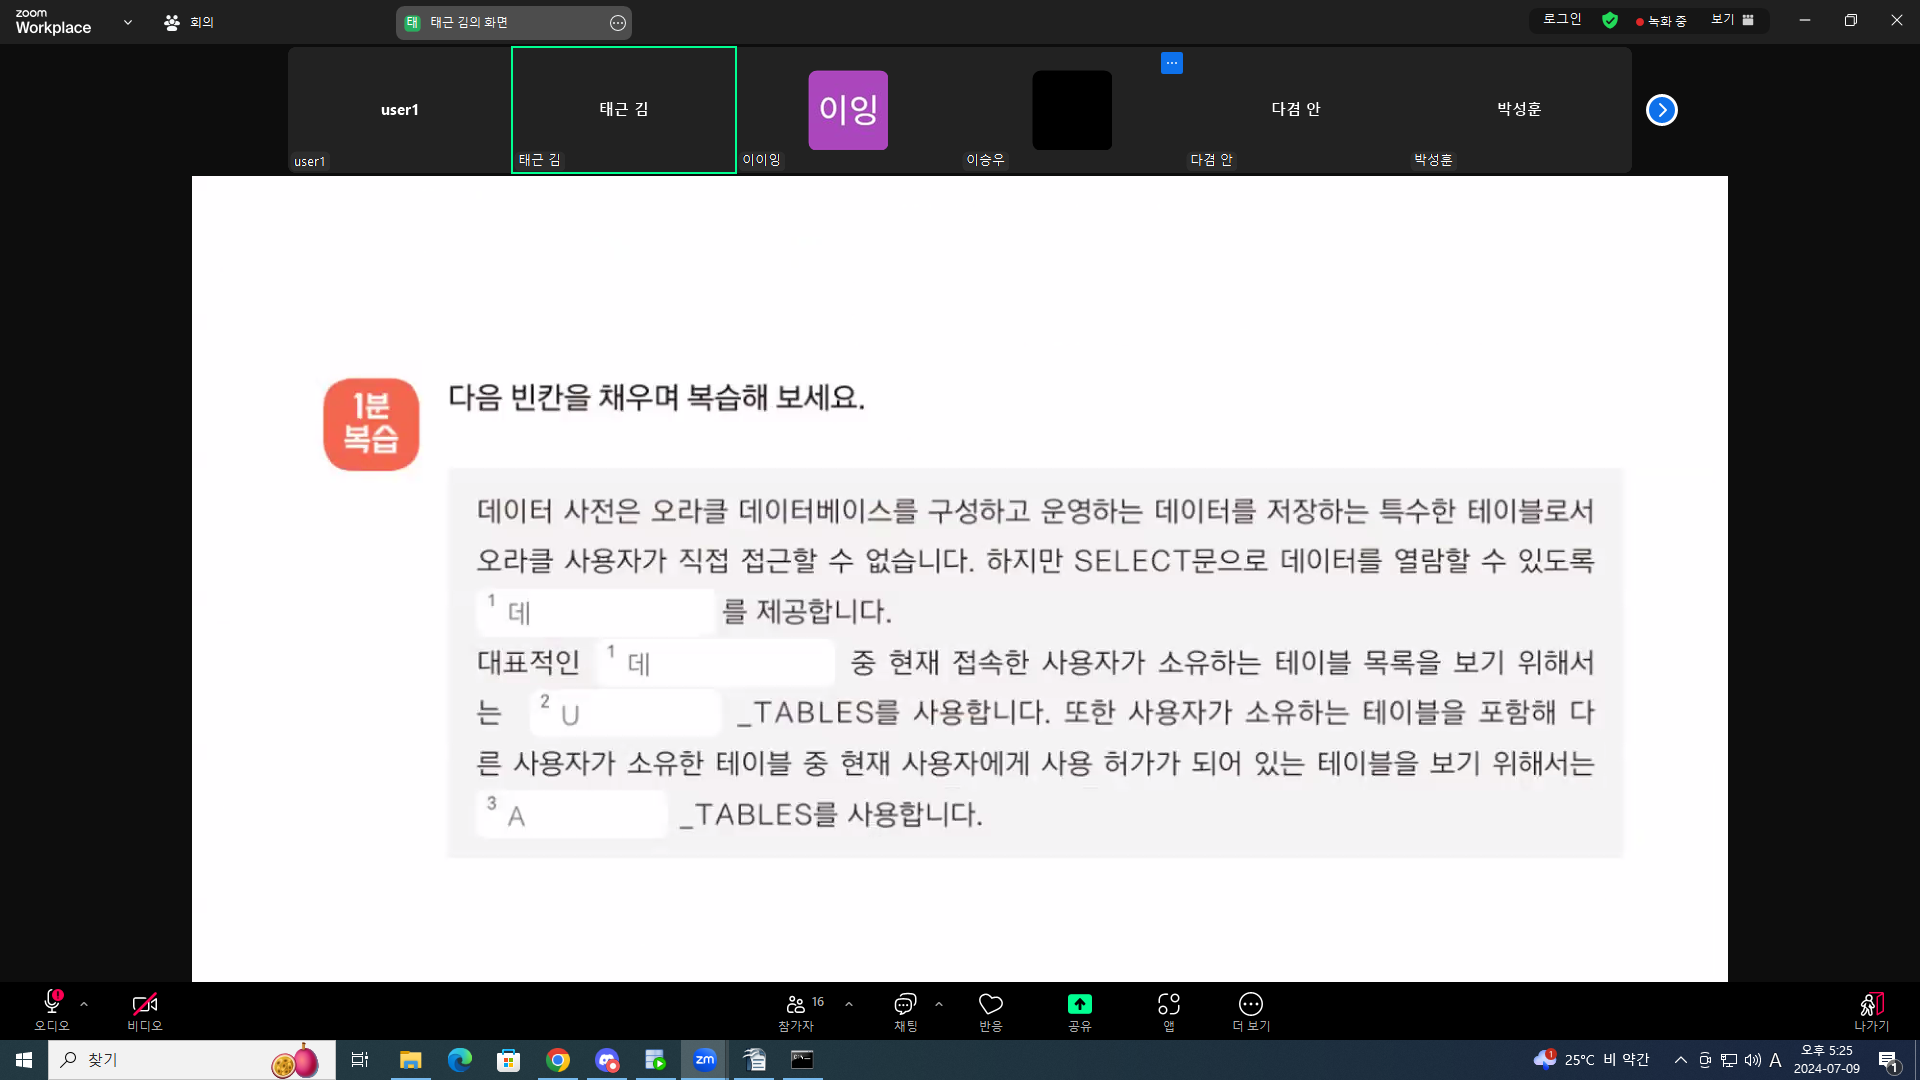 zoom
Workplace
회의
태 태근 김의 화면
로그인
녹화 중
보기
user1
user1
태근 김
태근 김
이잉
이이잉
이승우
다겸 안
다겸 안
박성훈
박성훈
1분
복습
다음 빈칸을 채우며 복습해 보세요.
데이터 사전은 오라클 데이터베이스를 구성하고 운영하는 데이터를 저장하는 특수한 테이블로서
오라클 사용자가 직접 접근할 수 없습니다. 하지만 SELECT문으로 데이터를 열람할 수 있도록
1 데 를 제공합니다.
대표적인 1 데 중 현재 접속한 사용자가 소유하는 테이블 목록을 보기 위해서
는 2 U _TABLES를 사용합니다. 또한 사용자가 소유하는 테이블을 포함해 다
른 사용자가 소유한 테이블 중 현재 사용자에게 사용 허가가 되어 있는 테이블을 보기 위해서는
3 A _TABLES를 사용합니다.
오디오
비디오
16
참가자
채팅
반응
공유
앱
더 보기
나가기
찾기
zm
1
25°C 비 약간
A
오후 5:25
2024-07-09
1